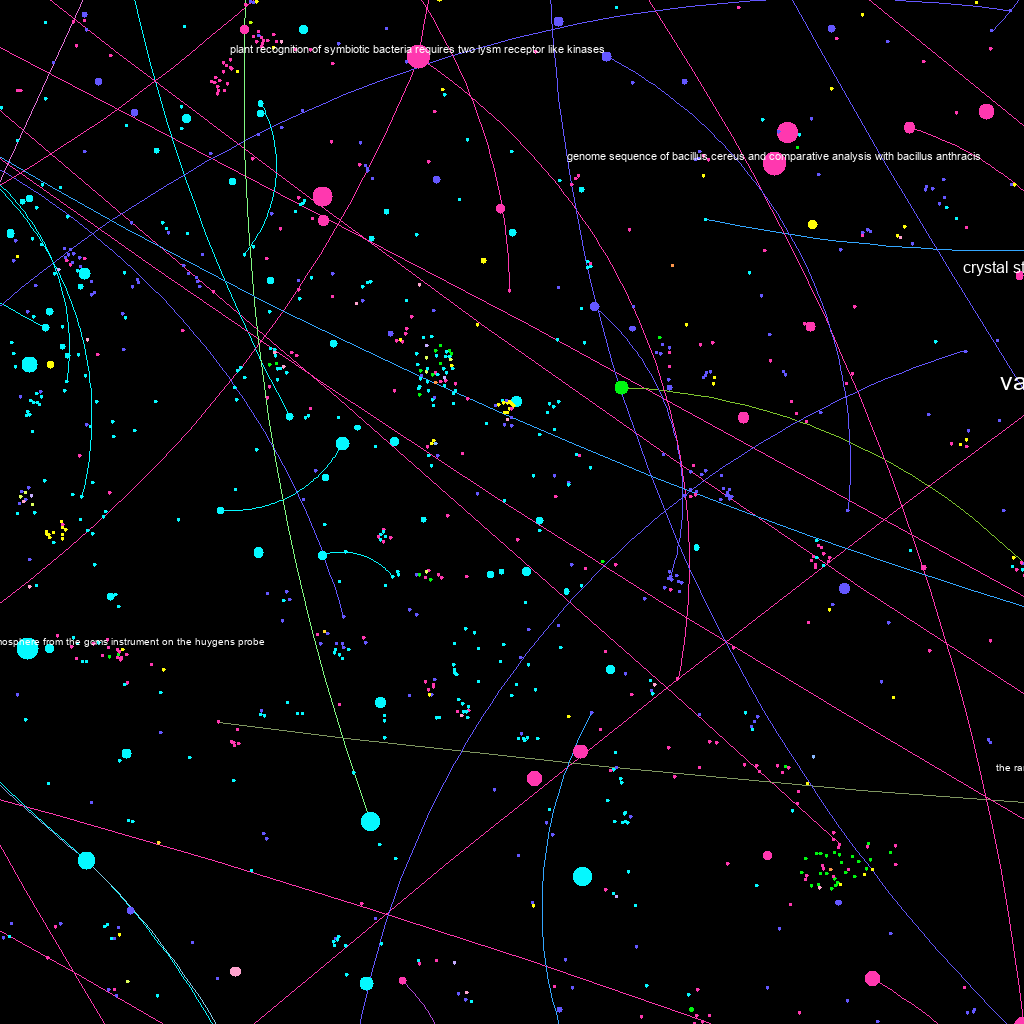 plant recognition of symbiotic bacteria requires two lysm receptor like kinases
genome sequence of bacillus cereus and comparative analysis with bacillus anthracis
crystal st
va
nosphere from the gcms instrument on the huygens probe
the ran